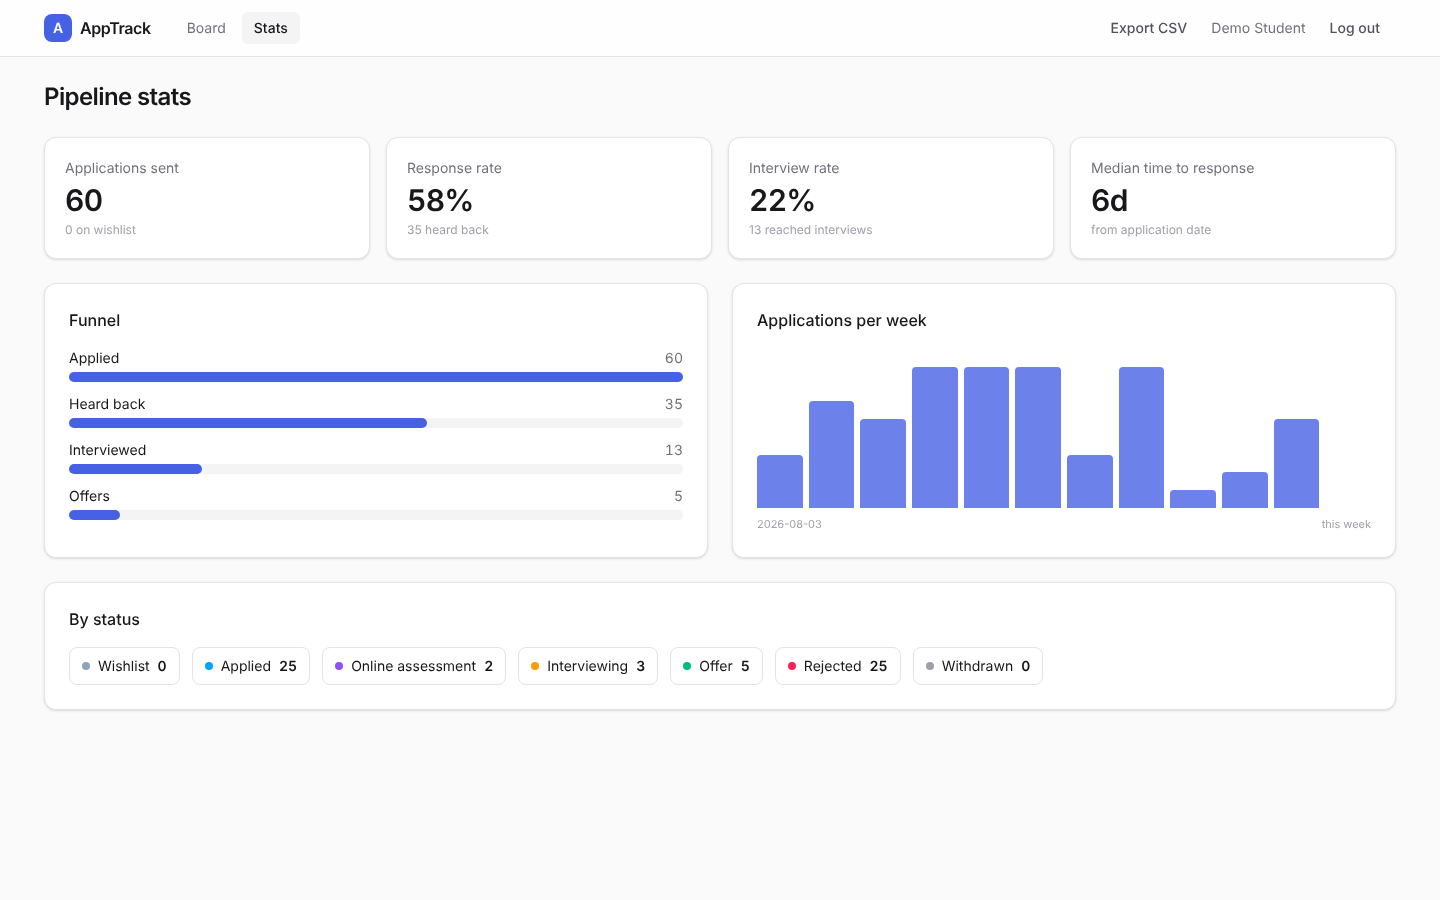 A AppTrack Board Stats Export CSV Demo Student Log out
Pipeline stats
Applications sent
60
0 on wishlist
Response rate
58%
35 heard back
Interview rate
22%
13 reached interviews
Median time to response
6d
from application date
Funnel
Applied 60
Heard back 35
Interviewed 13
Offers 5
Applications per week
2026-08-03 this week
By status
Wishlist 0 Applied 25 Online assessment 2 Interviewing 3 Offer 5 Rejected 25 Withdrawn 0